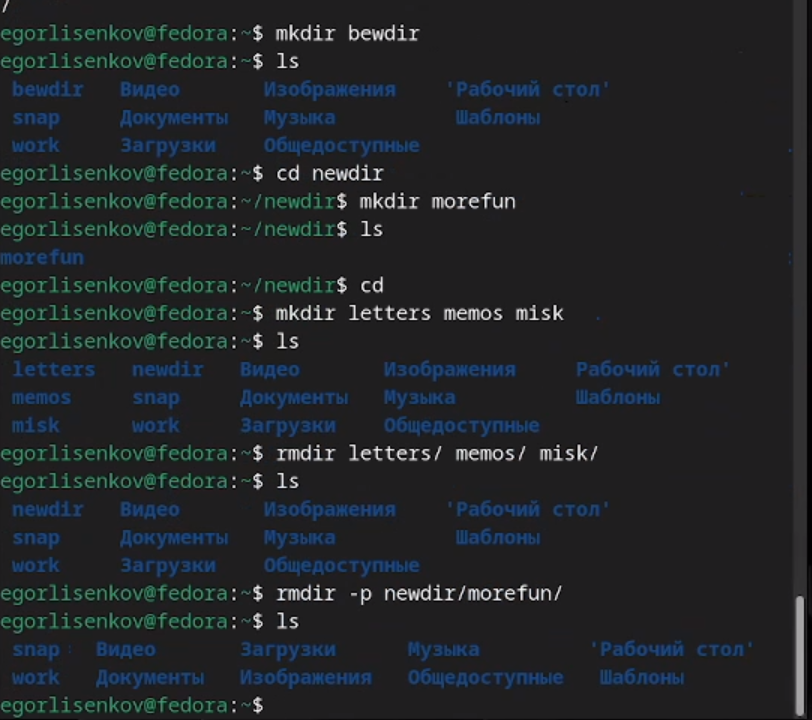 /
egorlisenkov@fedora:~$ mkdir bewdir
egorlisenkov@fedora:~$ ls
bewdir Видео Изображения 'Рабочий стол'
snap Документы Музыка Шаблоны
work Загрузки Общедоступные
egorlisenkov@fedora:~$ cd newdir
egorlisenkov@fedora:~/newdir$ mkdir morefun
egorlisenkov@fedora:~/newdir$ ls
morefun
egorlisenkov@fedora:~/newdir$ cd
egorlisenkov@fedora:~$ mkdir letters memos misk
egorlisenkov@fedora:~$ ls
letters newdir Видео Изображения Рабочий стол'
memos snap Документы Музыка Шаблоны
misk work Загрузки Общедоступные
egorlisenkov@fedora:~$ rmdir letters/ memos/ misk/
egorlisenkov@fedora:~$ ls
newdir Видео Изображения 'Рабочий стол'
snap Документы Музыка Шаблоны
work Загрузки Общедоступные
egorlisenkov@fedora:~$ rmdir -p newdir/morefun/
egorlisenkov@fedora:~$ ls
snap Видео Загрузки Музыка 'Рабочий стол'
work Документы Изображения Общедоступные Шаблоны
egorlisenkov@fedora:~$